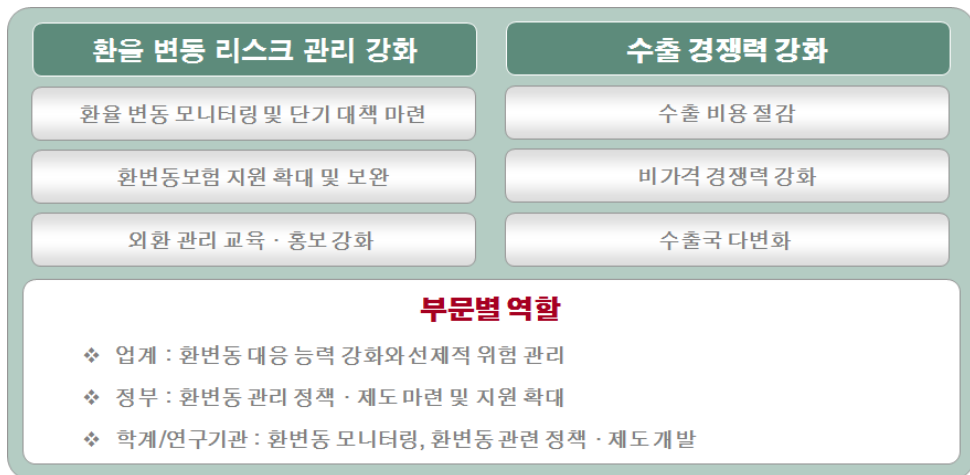 환율 변동 리스크 관리 강화
환율 변동 모니터링 및 단기 대책 마련
환변동보험 지원 확대 및 보완
외환 관리 교육 · 홍보 강화
수출 경쟁력 강화
수출 비용 절감
비가격 경쟁력 강화
수출국 다변화
부문별 역할
❖ 업계 : 환변동 대응 능력 강화와 선제적 위험 관리
❖ 정부 : 환변동 관리 정책 · 제도 마련 및 지원 확대
❖ 학계/연구기관 : 환변동 모니터링, 환변동 관련 정책 · 제도 개발